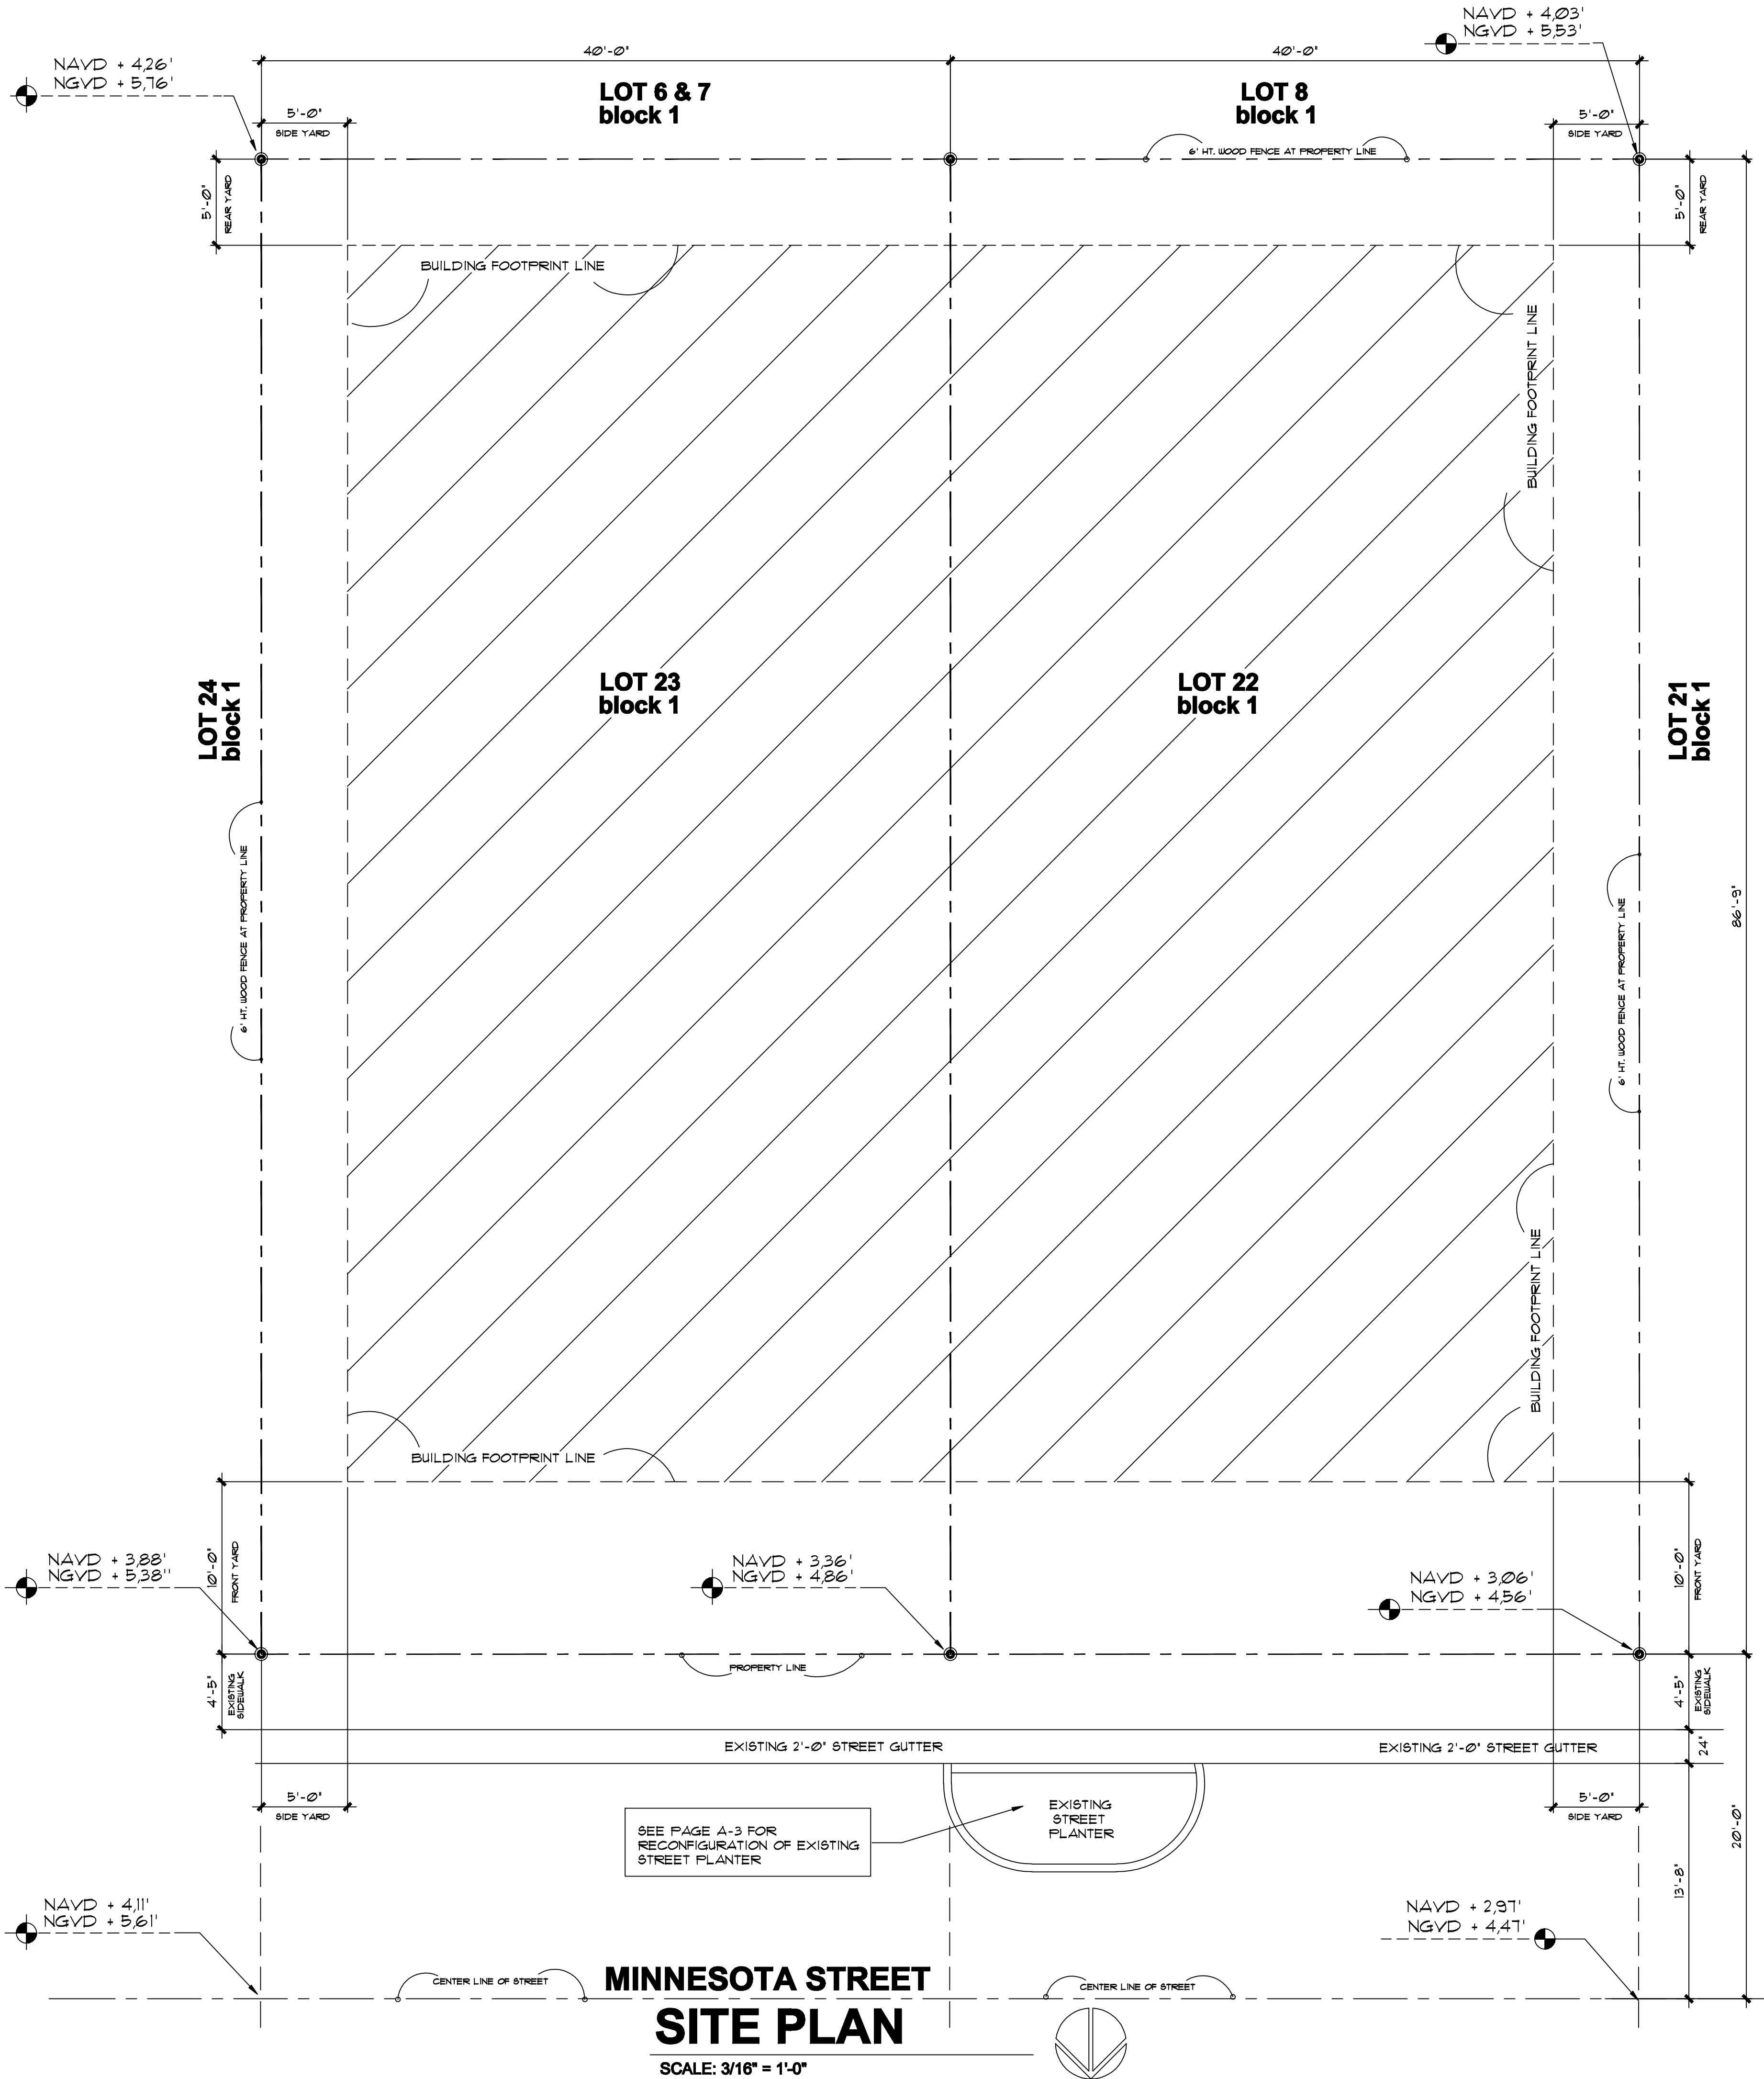 NAVD + 4,03'
NGVD + 5,53'
40'-0"
40'-0"
NAVD + 4,26'
NGVD + 5,76'
LOT 6 & 7
block 1
LOT 8
block 1
5'-0"
SIDE YARD
5'-0"
SIDE YARD
6' HT. WOOD FENCE AT PROPERTY LINE
5'-0"
REAR YARD
5'-0"
REAR YARD
BUILDING FOOTPRINT LINE
BUILDING FOOTPRINT LINE
LOT 24
block 1
LOT 23
block 1
LOT 22
block 1
LOT 21
block 1
6' HT. WOOD FENCE AT PROPERTY LINE
6' HT. WOOD FENCE AT PROPERTY LINE
86'-9"
BUILDING FOOTPRINT LINE
BUILDING FOOTPRINT LINE
NAVD + 3,88'
NGVD + 5,38''
10'-0"
FRONT YARD
NAVD + 3,36'
NGVD + 4,86'
NAVD + 3,06'
NGVD + 4,56'
10'-0"
FRONT YARD
PROPERTY LINE
4'-5"
EXISTING
SIDEWALK
4'-5"
EXISTING
SIDEWALK
EXISTING 2'-0" STREET GUTTER
EXISTING 2'-0" STREET GUTTER
24"
5'-0"
SIDE YARD
5'-0"
SIDE YARD
EXISTING
STREET
PLANTER
SEE PAGE A-3 FOR
RECONFIGURATION OF EXISTING
STREET PLANTER
20'-0"
13'-8"
NAVD + 4,11'
NGVD + 5,61'
NAVD + 2,97'
NGVD + 4,47'
CENTER LINE OF STREET
MINNESOTA STREET
CENTER LINE OF STREET
SITE PLAN
SCALE: 3/16" = 1'-0"